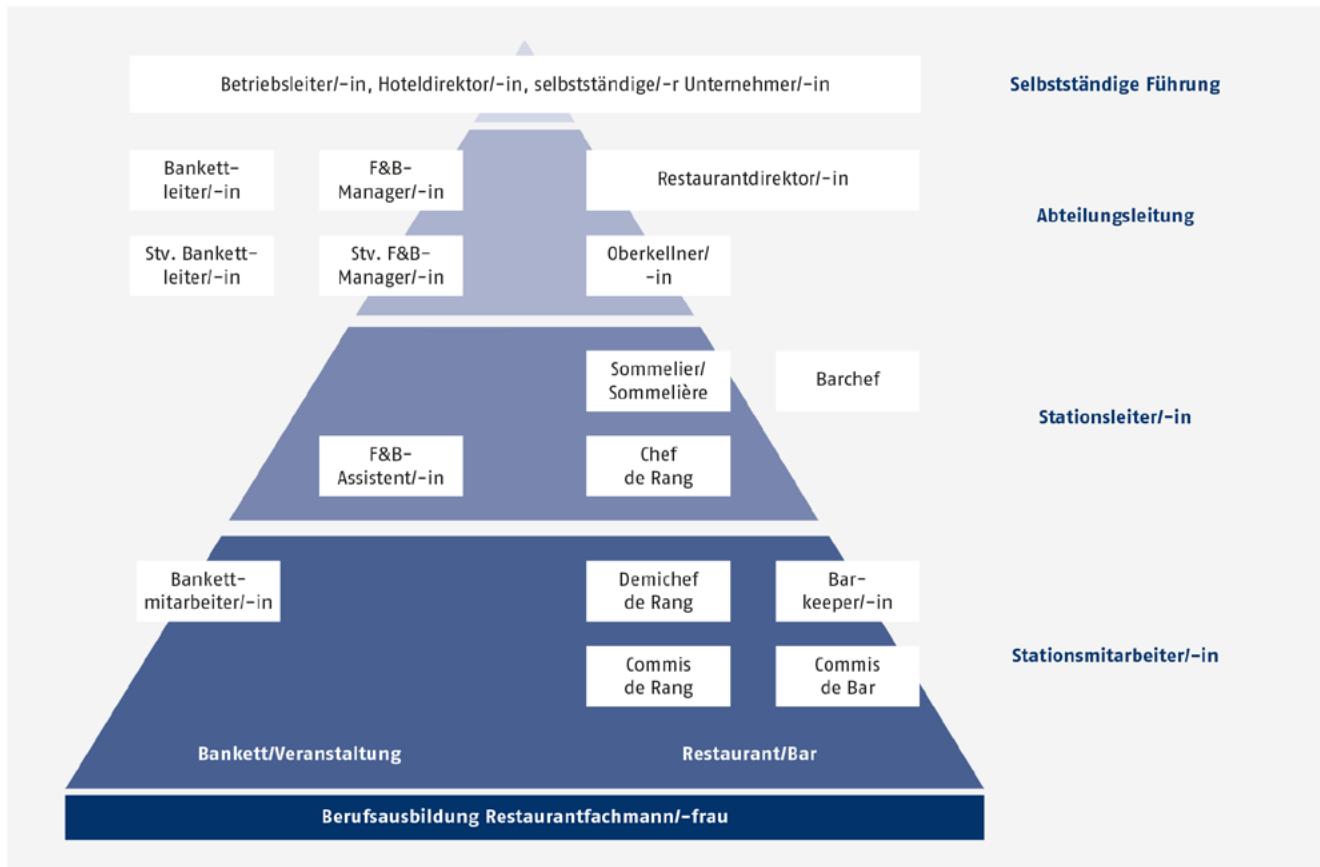 Betriebsleiter/-in, Hoteldirektor/-in, selbstständige/-r Unternehmer/-in
Selbstständige Führung
Bankett-
leiter/-in
F&B-
Manager/-in
Restaurantdirektor/-in
Abteilungsleitung
Stv. Bankett-
leiter/-in
Stv. F&B-
Manager/-in
Oberkellner/
-in
Sommelier/
Sommelière
Barchef
Stationsleiter/-in
F&B-
Assistent/-in
Chef
de Rang
Bankett-
mitarbeiter/-in
Demichef
de Rang
Bar-
keeper/-in
Stationsmitarbeiter/-in
Commis
de Rang
Commis
de Bar
Bankett/Veranstaltung
Restaurant/Bar
Berufsausbildung Restaurantfachmann/-frau